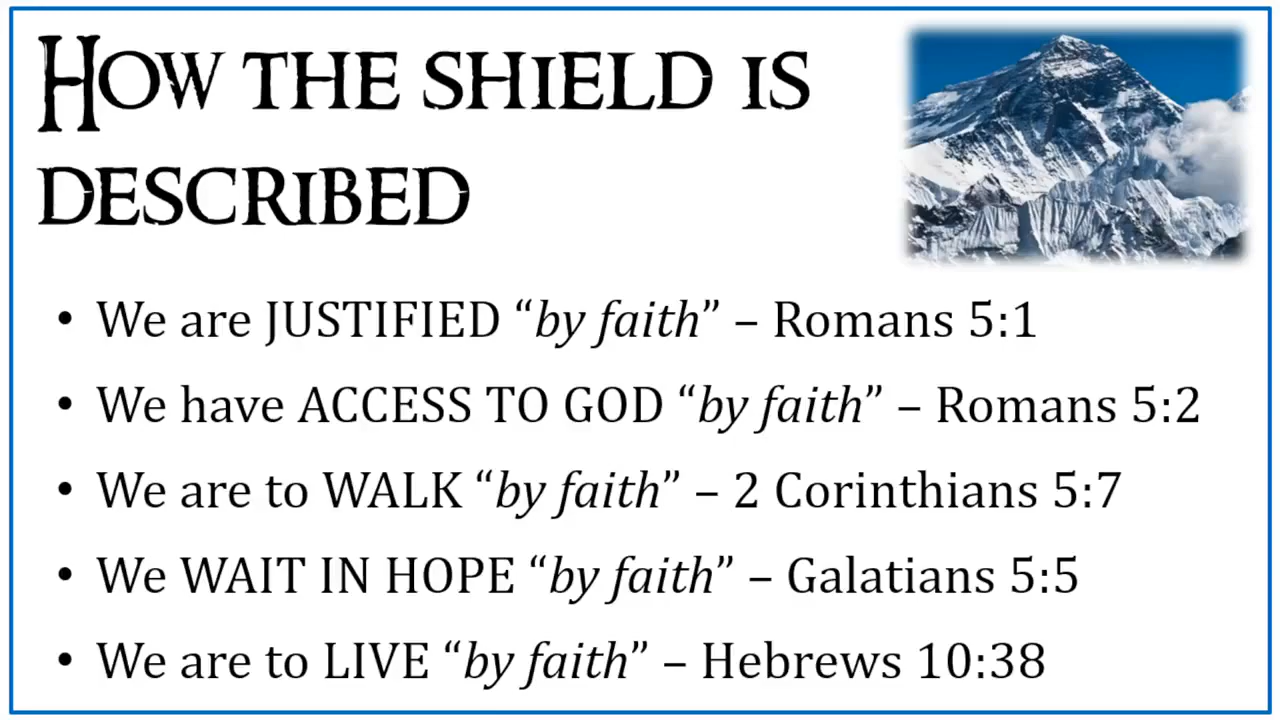 How the shield is
described
• We are JUSTIFIED “by faith” – Romans 5:1
• We have ACCESS TO GOD “by faith” – Romans 5:2
• We are to WALK “by faith” – 2 Corinthians 5:7
• We WAIT IN HOPE “by faith” – Galatians 5:5
• We are to LIVE “by faith” – Hebrews 10:38